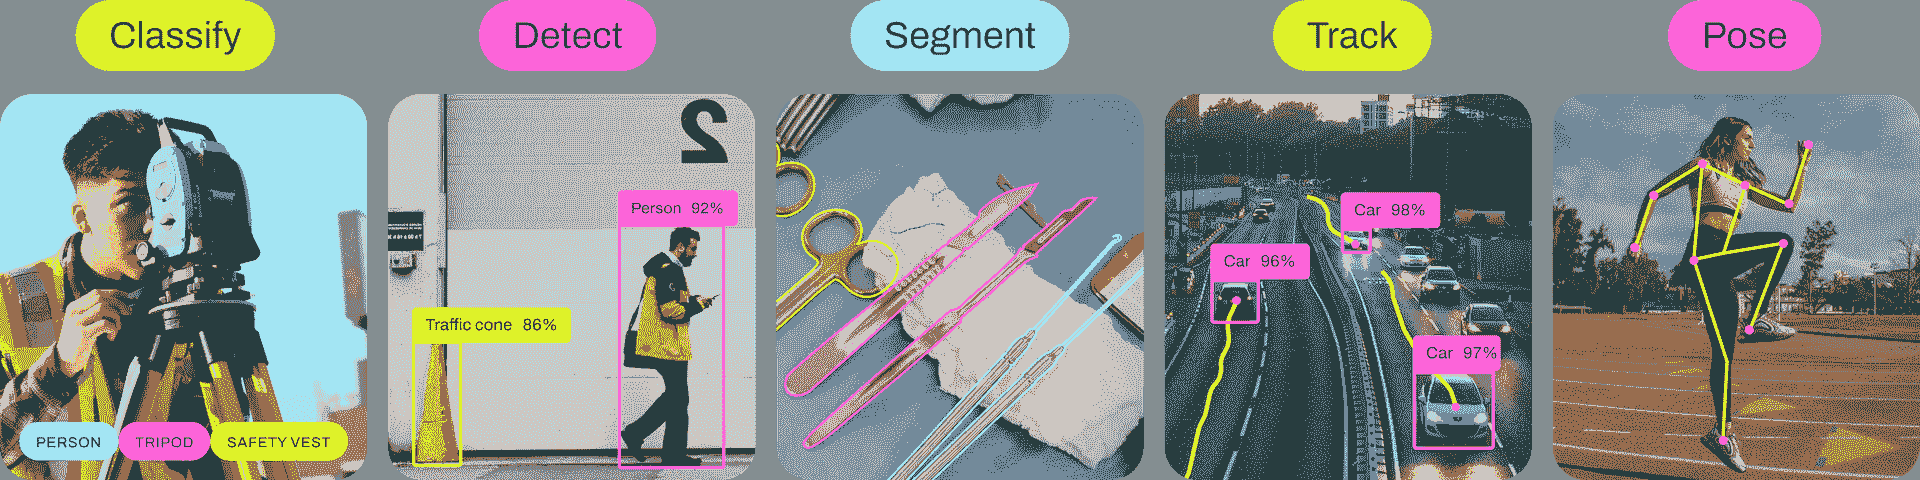 Classify
Detect
Segment
Track
Pose
PERSON
TRIPOD
SAFETY VEST
2
Person 92%
Traffic cone 86%
Car 98%
Car 96%
Car 97%